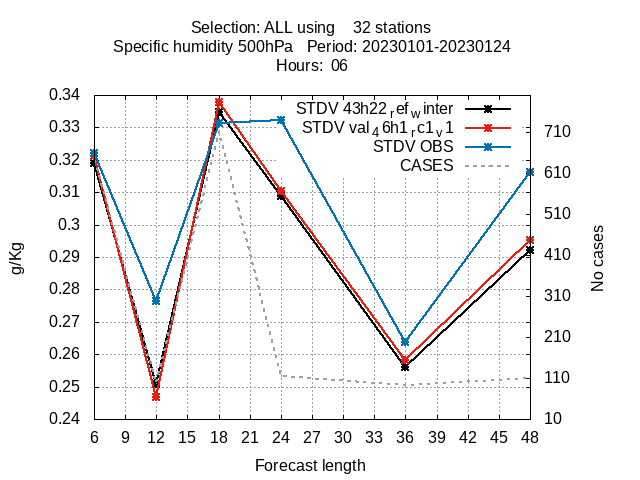 Selection: ALL using    32 stations
Specific humidity 500hPa   Period: 20230101-20230124
Hours:  06
0.34
0.33
0.32
0.31
0.3
0.29
0.28
0.27
0.26
0.25
0.24
g/Kg
STDV 43h22refwinter
STDV val46h1rc1v1
STDV OBS
CASES
710
610
510
410
310
210
110
10
No cases
6 9 12 15 18 21 24 27 30 33 36 39 42 45 48
Forecast length